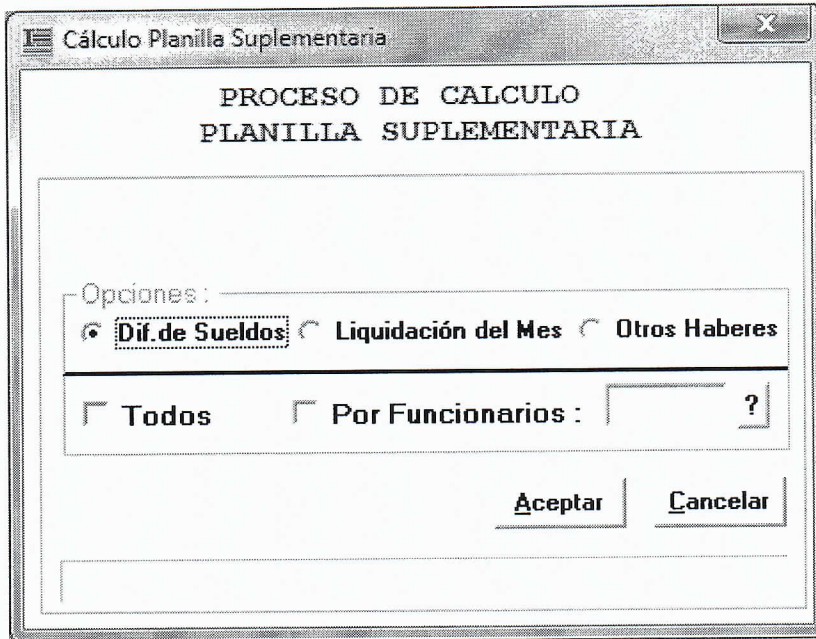 Cálculo Planilla Suplementaria
PROCESO DE CALCULO
PLANILLA SUPLEMENTARIA
Opciones :
Dif.de Sueldos Liquidación del Mes Otros Haberes
Todos Por Funcionarios : ?
Aceptar Cancelar